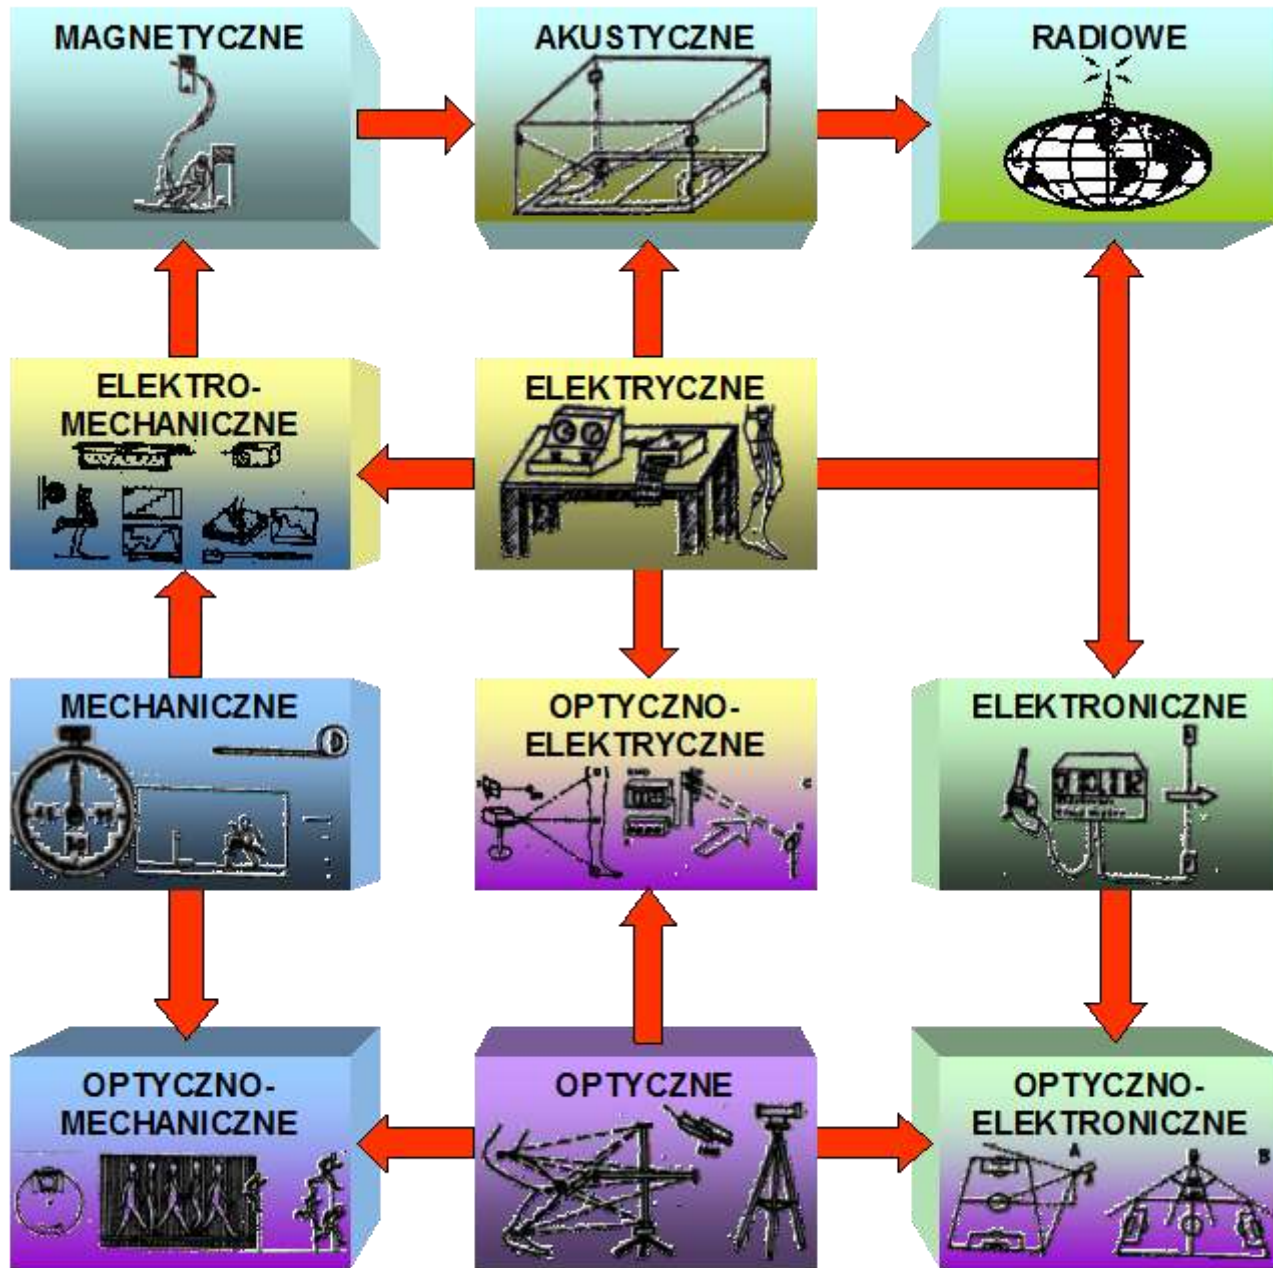 MAGNETYCZNE
AKUSTYCZNE
RADIOWE
ELEKTRO-
MECHANICZNE
ELEKTRYCZNE
MECHANICZNE
OPTYCZNO-
ELEKTRYCZNE
ELEKTRONICZNE
OPTYCZNO-
MECHANICZNE
OPTYCZNE
OPTYCZNO-
ELEKTRONICZNE
A
B